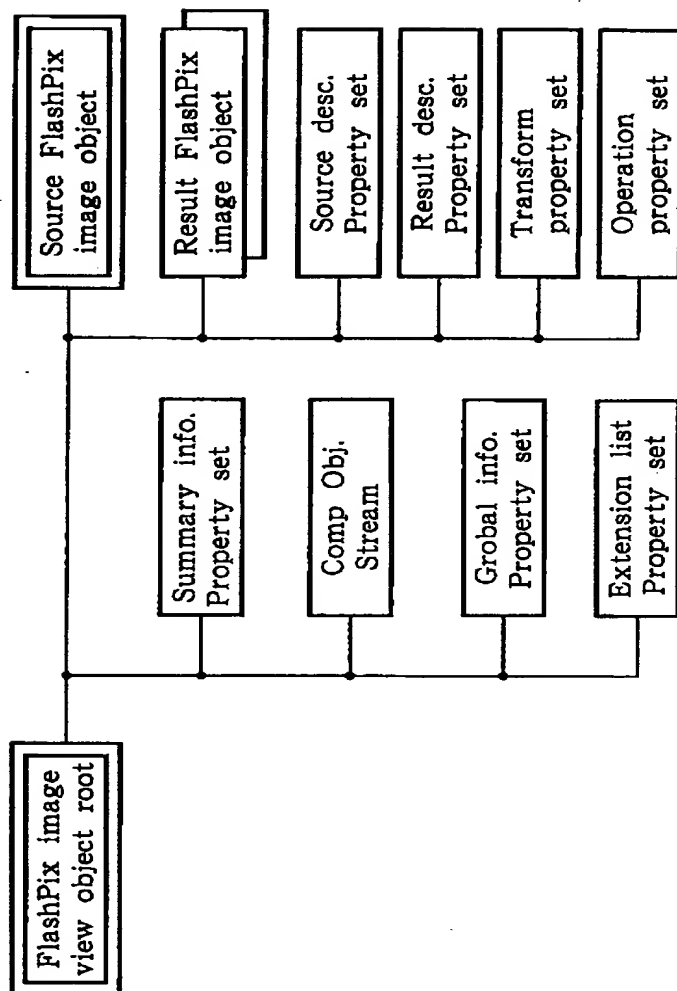 FlashPix image
view object root
Summary info.
Property set
Comp Obj.
Stream
Grobal info.
Property set
Extension list
Property set
Source FlashPix
image object
Result FlashPix
image object
Source desc.
Property set
Result desc.
Property set
Transform
property set
Operation
property set